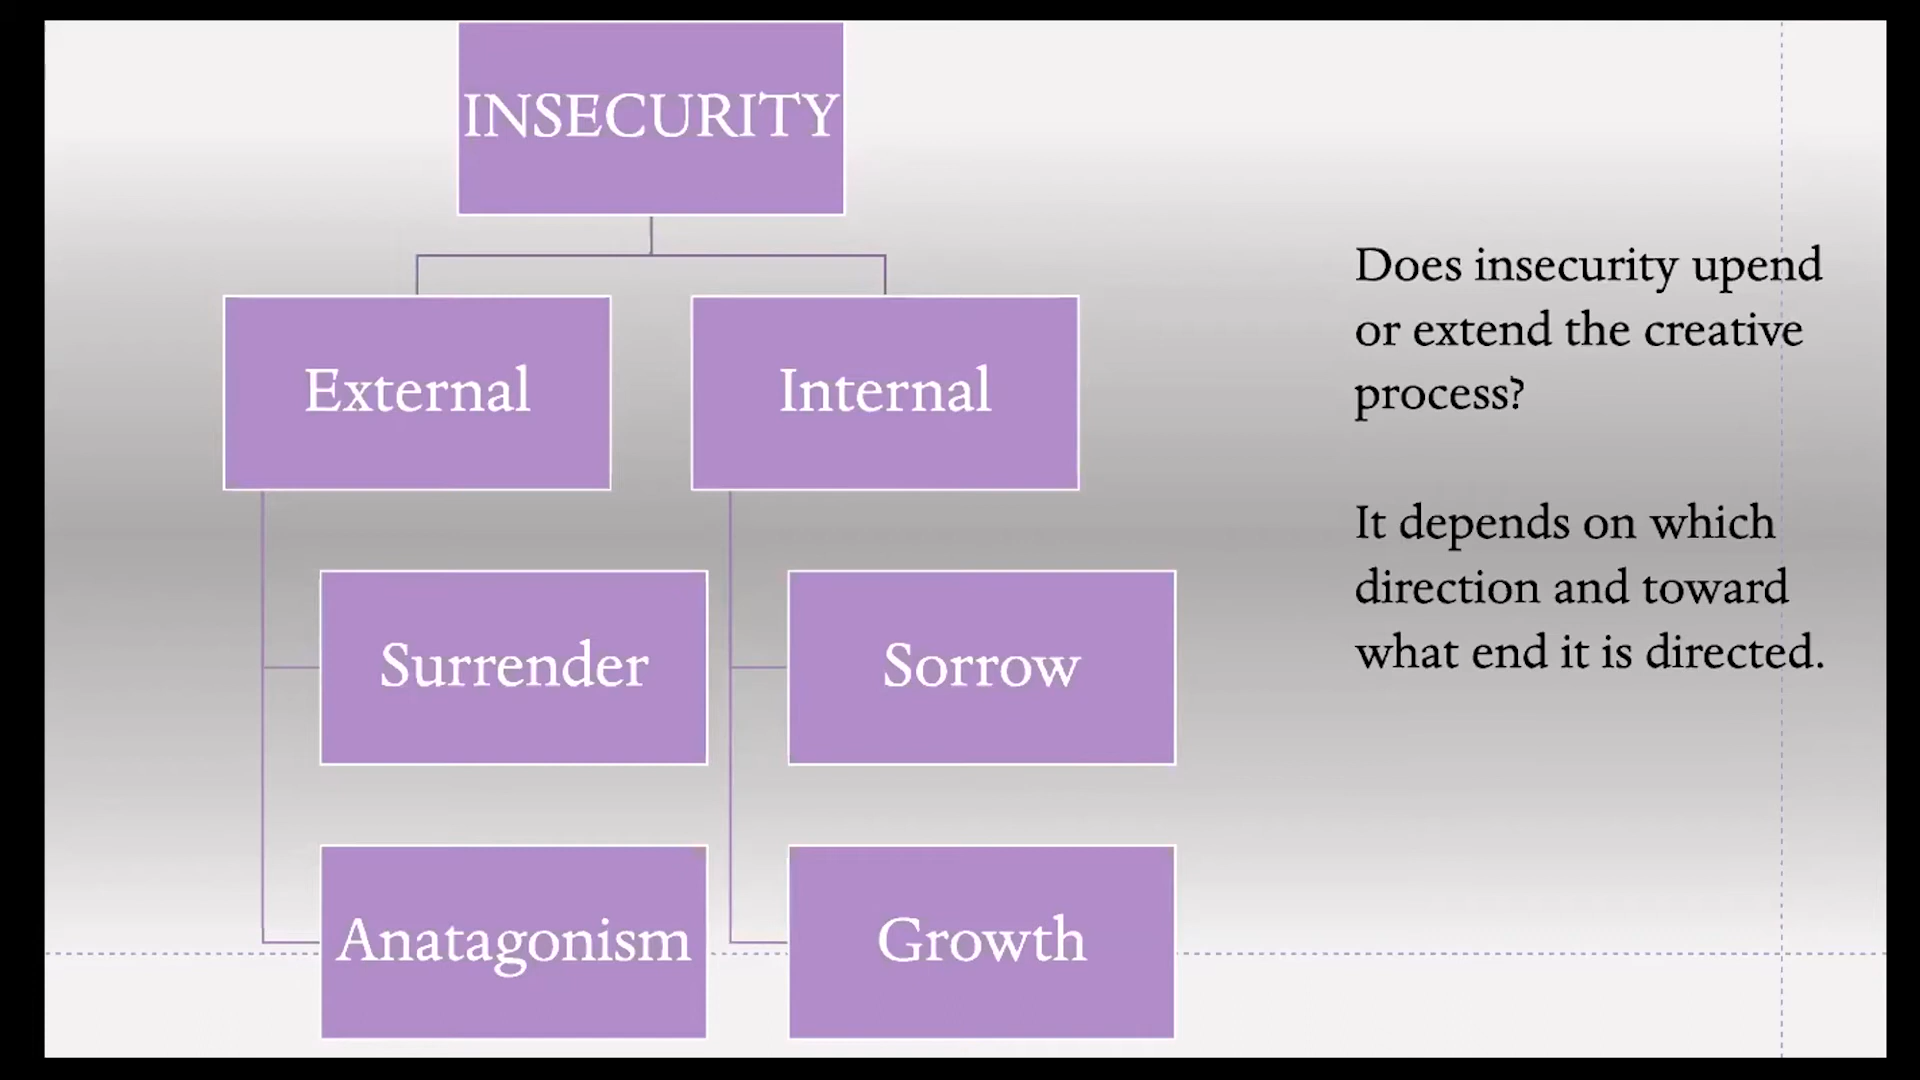 INSECURITY
External
Internal
Surrender
Sorrow
Anatagonism
Growth
Does insecurity upend
or extend the creative
process?
It depends on which
direction and toward
what end it is directed.